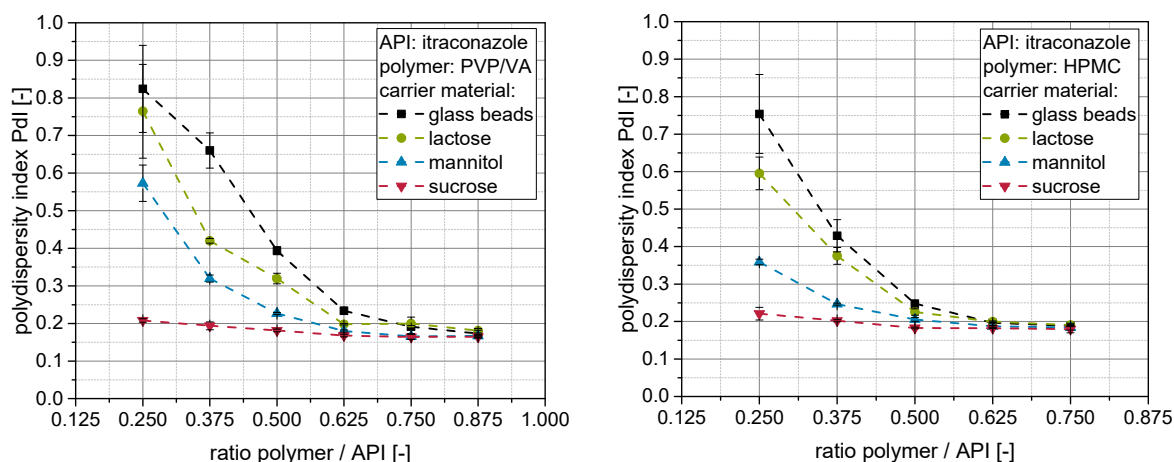 1.0
0.9
0.8
0.7
0.6
0.5
0.4
0.3
0.2
0.1
0.0
polydispersity index PdI [-]
0.125 0.250 0.375 0.500 0.625 0.750 0.875 1.000
ratio polymer / API [-]
API: itraconazole
polymer: PVP/VA
carrier material:
glass beads
lactose
mannitol
sucrose
1.0
0.9
0.8
0.7
0.6
0.5
0.4
0.3
0.2
0.1
0.0
polydispersity index PdI [-]
0.125 0.250 0.375 0.500 0.625 0.750 0.875
ratio polymer / API [-]
API: itraconazole
polymer: HPMC
carrier material:
glass beads
lactose
mannitol
sucrose